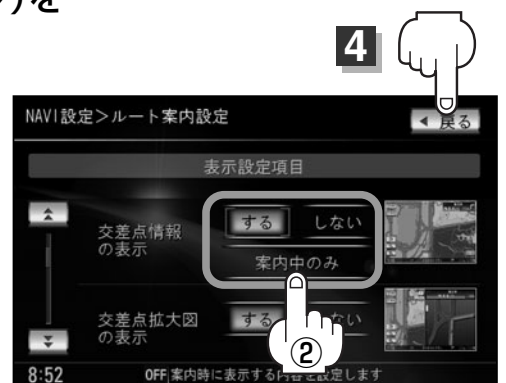 )を
4
NAVI設定>ルート案内設定
◀ 戻る
表示設定項目
交差点情報
の表示
する しない
案内中のみ
交差点拡大図
の表示
する ない
②
8:52 OFF 案内時に表示する内容を設定します